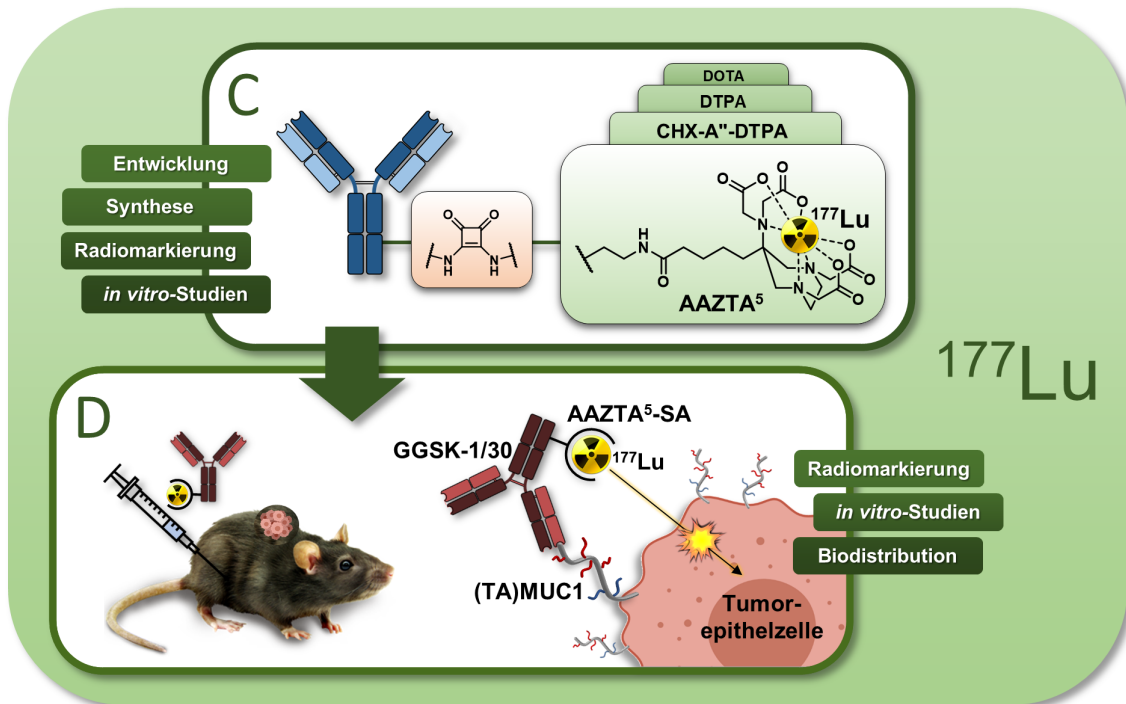 C
Entwicklung
Synthese
Radiomarkierung
in vitro-Studien
O
O
N
H
N
H
DOTA
DTPA
CHX-A"-DTPA
H
N
O
O
O
O
O
N
177Lu
O
O
O
O
N
N
AAZTA5
177Lu
D
GGSK-1/30
AAZTA5-SA
177Lu
(TA)MUC1
Tumor-
epithelzelle
Radiomarkierung
in vitro-Studien
Biodistribution